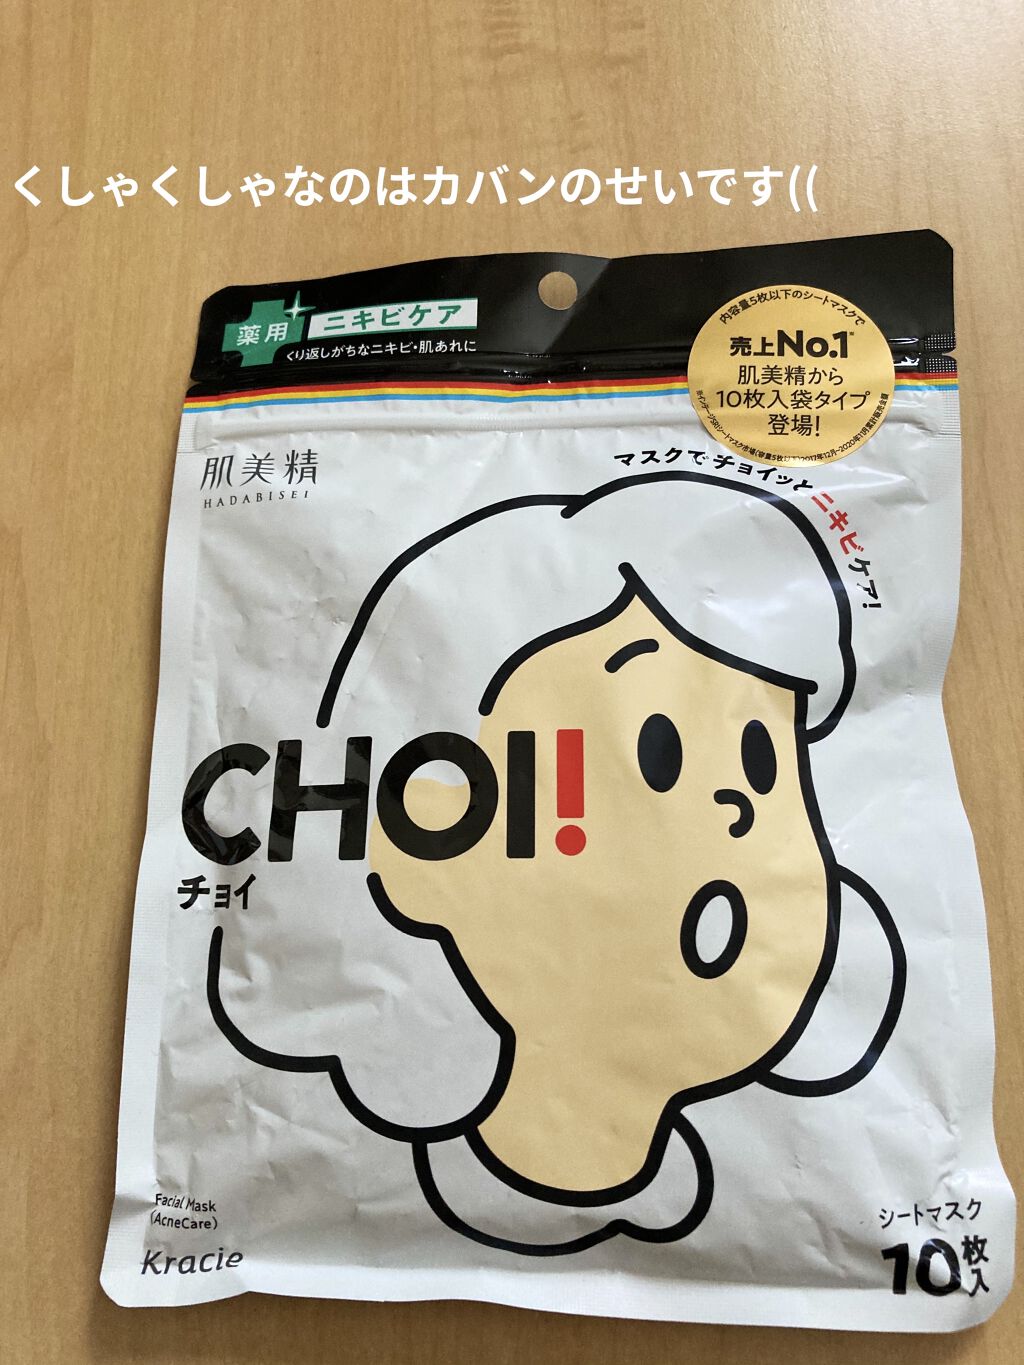 くしゃくしゃなのはカバンのせいです((
薬用 ニキビケア
くり返しがちなニキビ・肌あれに
内容量5枚以下のシートマスクで
売上No.1※
肌美精から
10枚入袋タイプ
登場!
肌美精
HADABISEI
マスクでチョイッとニキビケア!
CHOI!
チョイ
Facial Mask
(AcneCare)
Kracie
シートマスク
10枚入